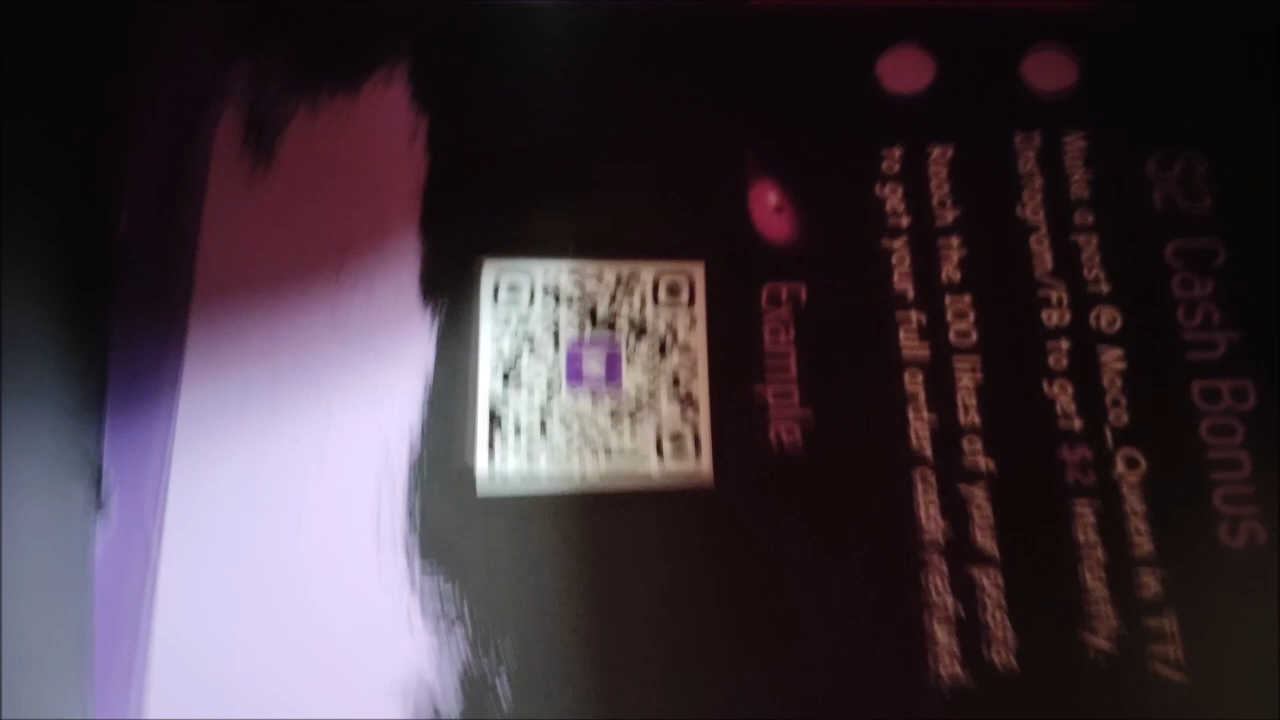 $2 Cash Bonus
Make a post @ Moco_Queen in TT/
Instagram/FB to get $2 instantly
Reach the 100 likes of your post
to get your full order cash
Example